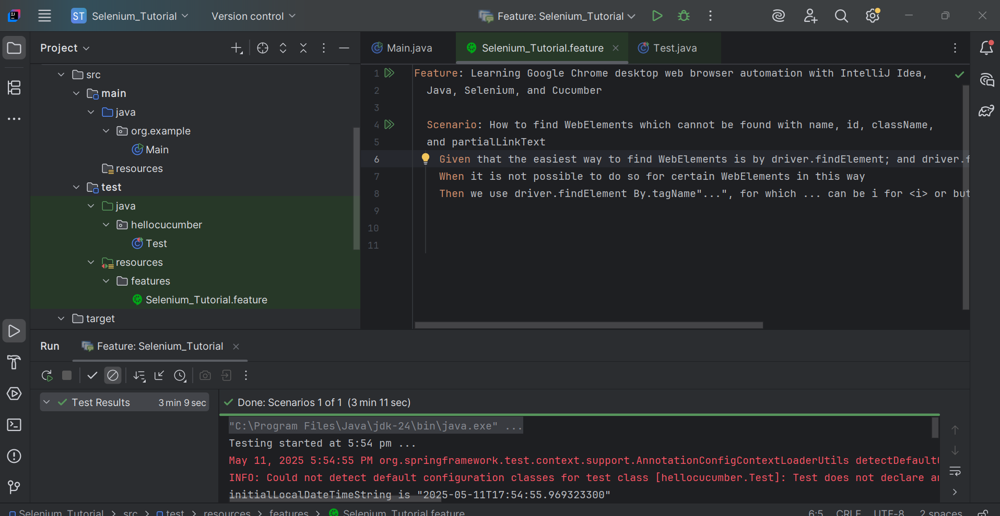 ST Selenium_Tutorial Version control Feature: Selenium_Tutorial
Project
Main.java Selenium_Tutorial.feature Test.java
src
main
java
org.example
Main
resources
test
java
hellocucumber
Test
resources
features
Selenium_Tutorial.feature
target
1 Feature: Learning Google Chrome desktop web browser automation with IntelliJ Idea,
2 Java, Selenium, and Cucumber
3
4 Scenario: How to find WebElements which cannot be found with name, id, className,
5 and partialLinkText
6 Given that the easiest way to find WebElements is by driver.findElement; and driver.f
7 When it is not possible to do so for certain WebElements in this way
8 Then we use driver.findElement By.tagName"...", for which ... can be i for <i> or but
9
10
11
Run Feature: Selenium_Tutorial
Test Results 3 min 9 sec
Done: Scenarios 1 of 1 (3 min 11 sec)
"C:\Program Files\Java\jdk-24\bin\java.exe" ...
Testing started at 5:54 pm ...
May 11, 2025 5:54:55 PM org.springframework.test.context.support.AnnotationConfigContextLoaderUtils detectDefault
INFO: Could not detect default configuration classes for test class [hellocucumber.Test]: Test does not declare an
initialLocalDateTimeString is "2025-05-11T17:54:55.969323300"
Selenium_Tutorial > src > test > resources > features > Selenium_Tutorial.feature 6:5 CRLF UTF-8 2 spaces